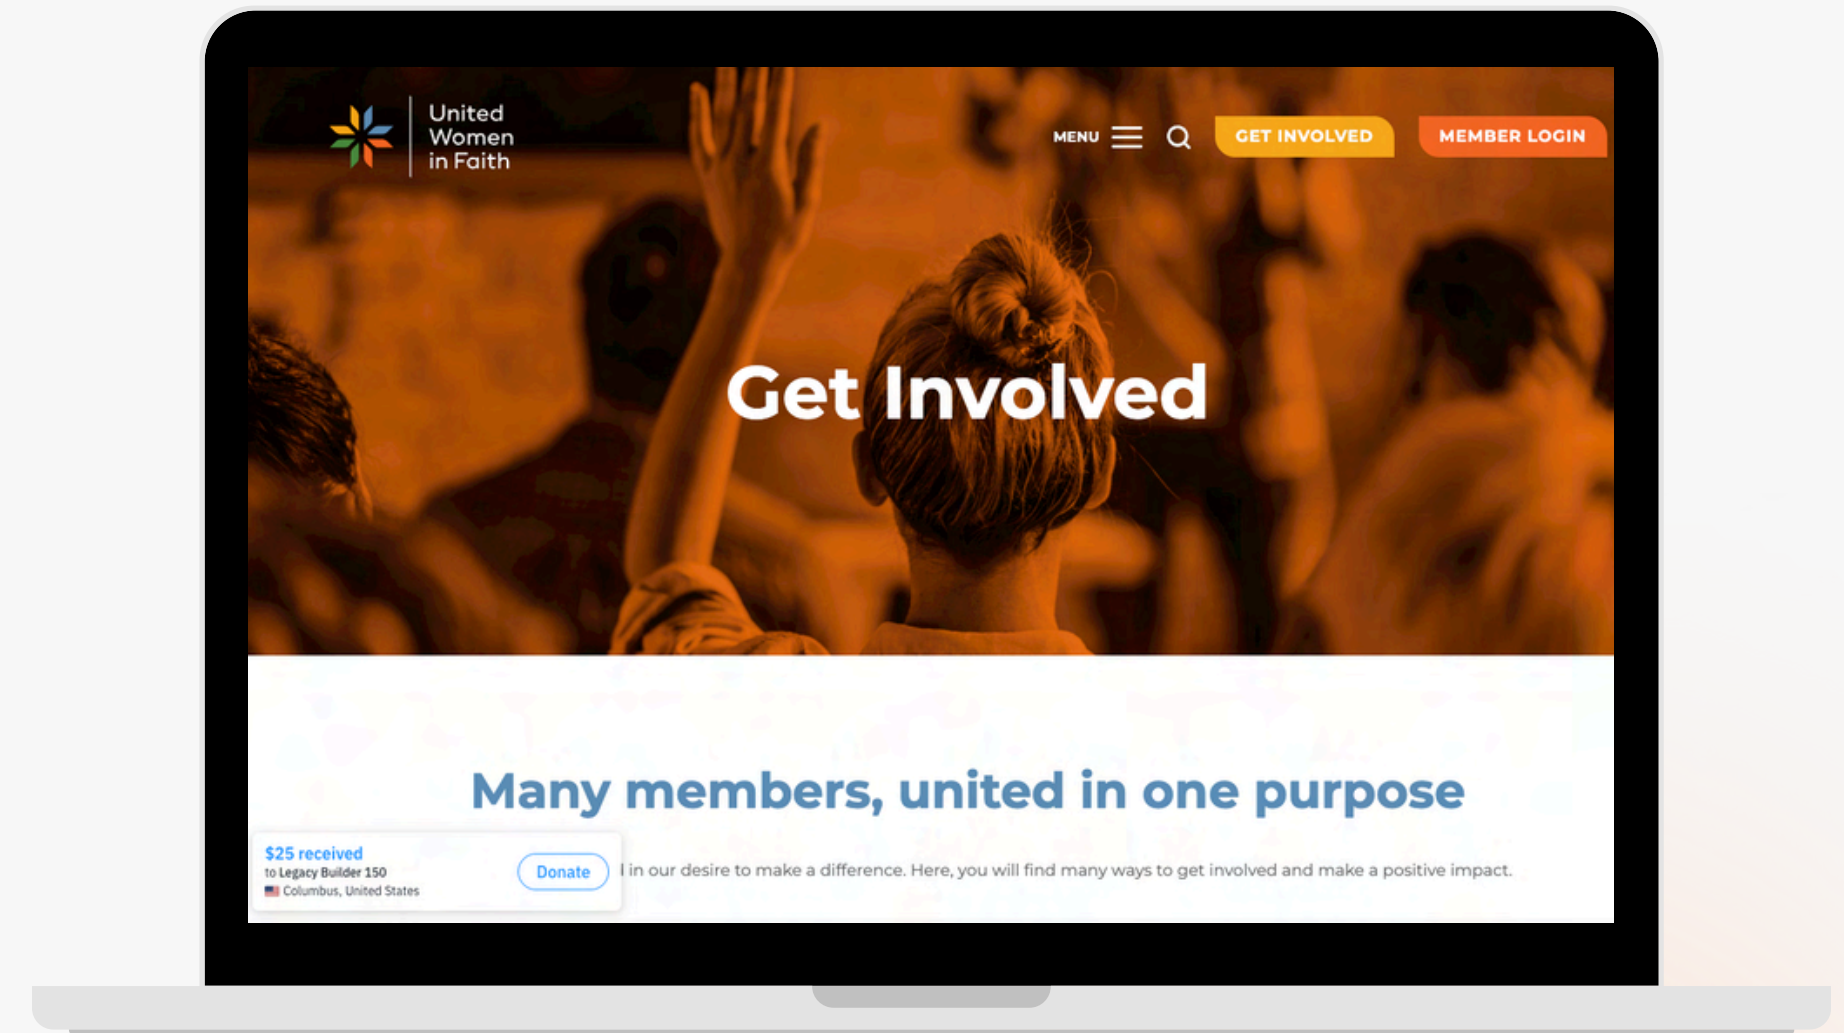 United
Women
in Faith
MENU
GET INVOLVED
MEMBER LOGIN
Get Involved
Many members, united in one purpose
in our desire to make a difference. Here, you will find many ways to get involved and make a positive impact.
$25 received
to Legacy Builder 150
Columbus, United States
Donate